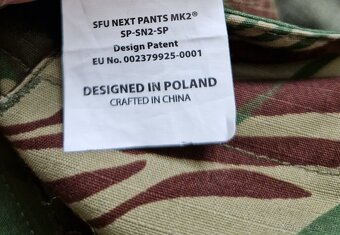 SFU NEXT PANTS MK2®
SP-SN2-SP
Design Patent
EU No. 002379925-0001
DESIGNED IN POLAND
CRAFTED IN CHINA